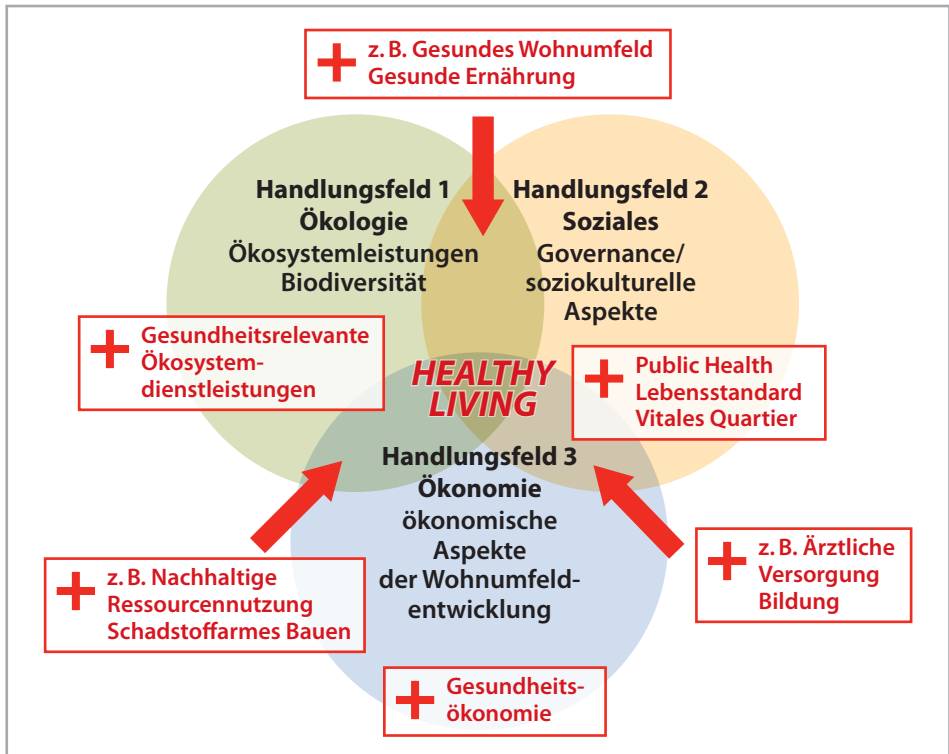 z. B. Gesundes Wohnumfeld
Gesunde Ernährung
Handlungsfeld 1
Ökologie
Ökosystemleistungen
Biodiversität
Handlungsfeld 2
Soziales
Governance/
soziokulturelle
Aspekte
Gesundheitsrelevante
Ökosystem-
dienstleistungen
HEALTHY
LIVING
Public Health
Lebensstandard
Vitales Quartier
Handlungsfeld 3
Ökonomie
ökonomische
Aspekte
der Wohnumfeld-
entwicklung
z. B. Nachhaltige
Ressourcennutzung
Schadstoffarmes Bauen
z. B. Ärztliche
Versorgung
Bildung
Gesundheits-
ökonomie